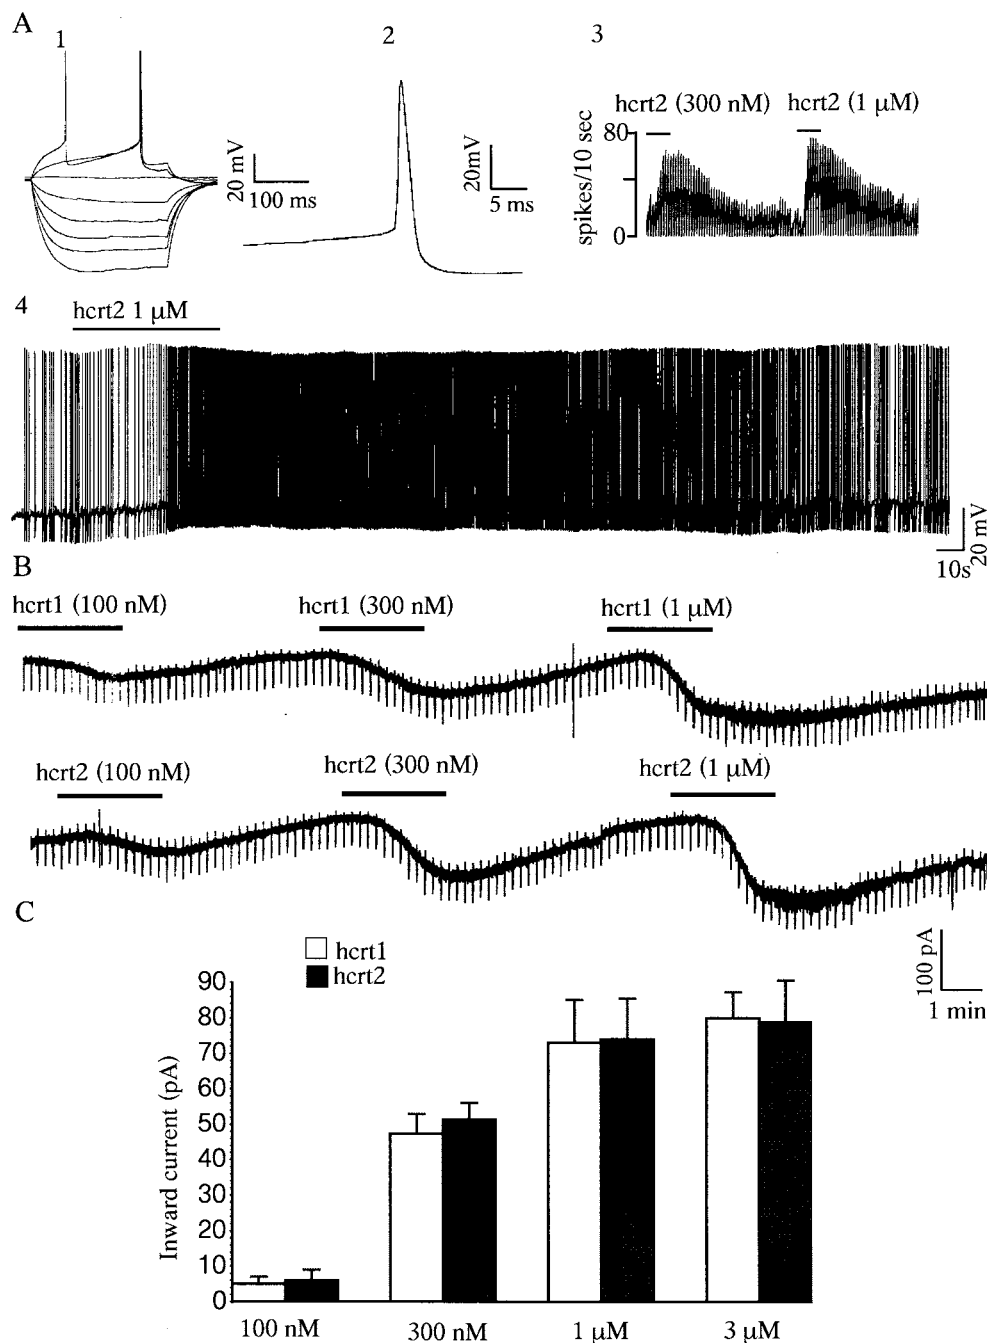 A
1
2
3
20 mV
100 ms
20mV
5 ms
hcrt2 (300 nM)
hcrt2 (1 μM)
spikes/10 sec
80
0
4
hcrt2 1 μM
20 mV
10s
B
hcrt1 (100 nM)
hcrt1 (300 nM)
hcrt1 (1 μM)
hcrt2 (100 nM)
hcrt2 (300 nM)
hcrt2 (1 μM)
100 pA
1 min
C
hcrt1
hcrt2
Inward current (pA)
90
80
70
60
50
40
30
20
10
0
100 nM
300 nM
1 μM
3 μM